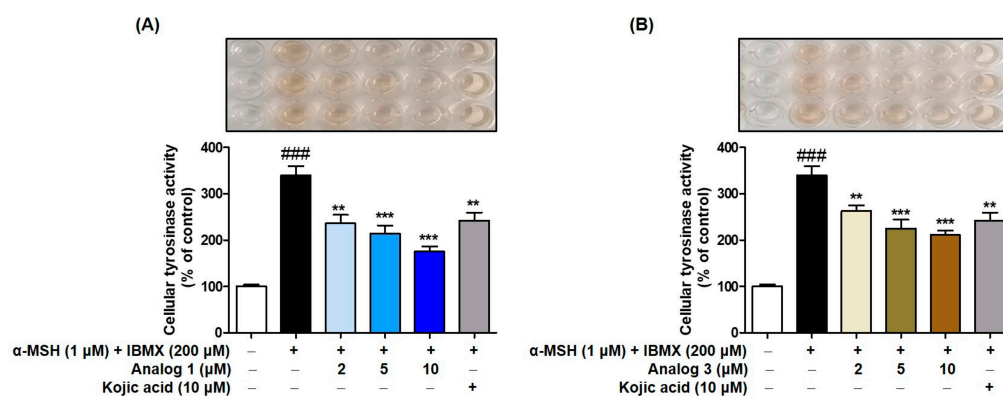 (A)
Cellular tyrosinase activity
(% of control)
400
300
200
100
0
###
**
***
***
**
α-MSH (1 μM) + IBMX (200 μM) – + + + + +
Analog 1 (μM) – – 2 5 10 –
Kojic acid (10 μM) – – – – – +
(B)
Cellular tyrosinase activity
(% of control)
400
300
200
100
0
###
**
***
***
**
α-MSH (1 μM) + IBMX (200 μM) – + + + + +
Analog 3 (μM) – – 2 5 10 –
Kojic acid (10 μM) – – – – – +